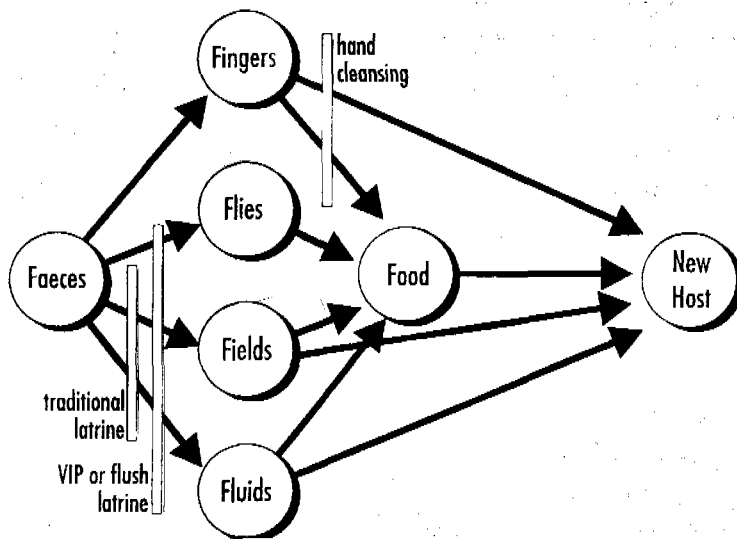 Fingers
hand
cleansing
Flies
Faeces
Food
New
Host
Fields
traditional
latrine
VIP or flush
latrine
Fluids